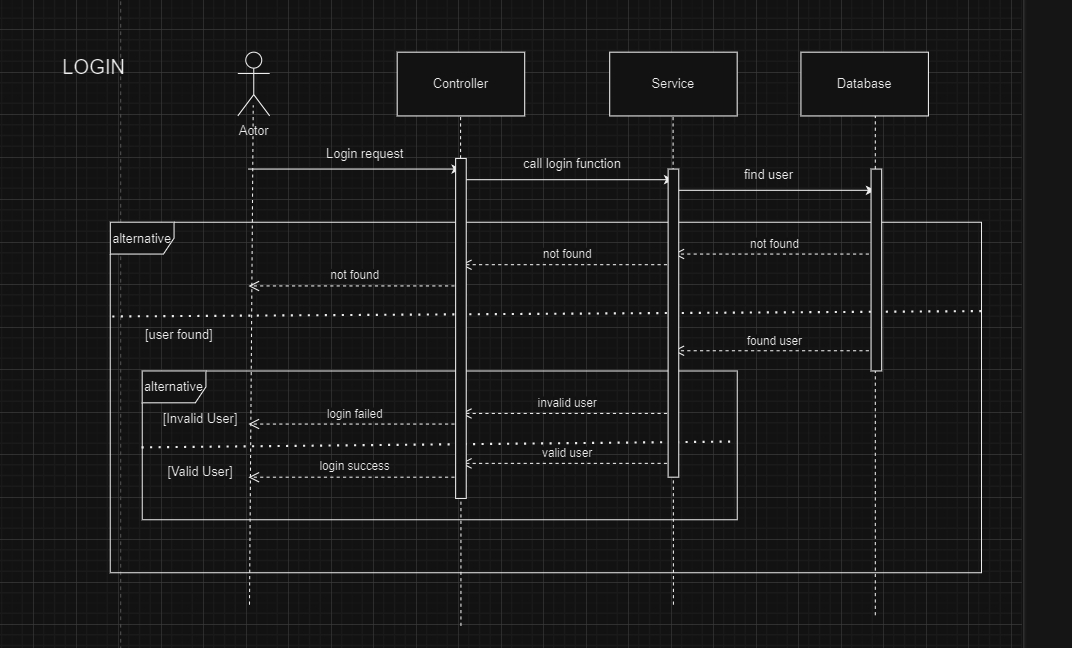 LOGIN
Actor
Controller
Service
Database
Login request
call login function
find user
alternative
not found
not found
not found
[user found]
found user
alternative
[Invalid User]
login failed
invalid user
[Valid User]
login success
valid user